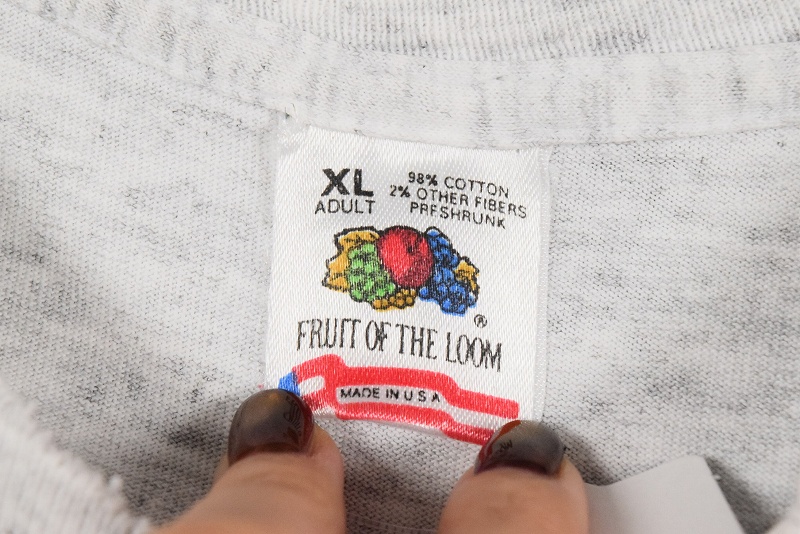 XL
ADULT
98% COTTON
2% OTHER FIBERS
PRESHRUNK
®
FRUIT OF THE LOOM
MADE IN U S A